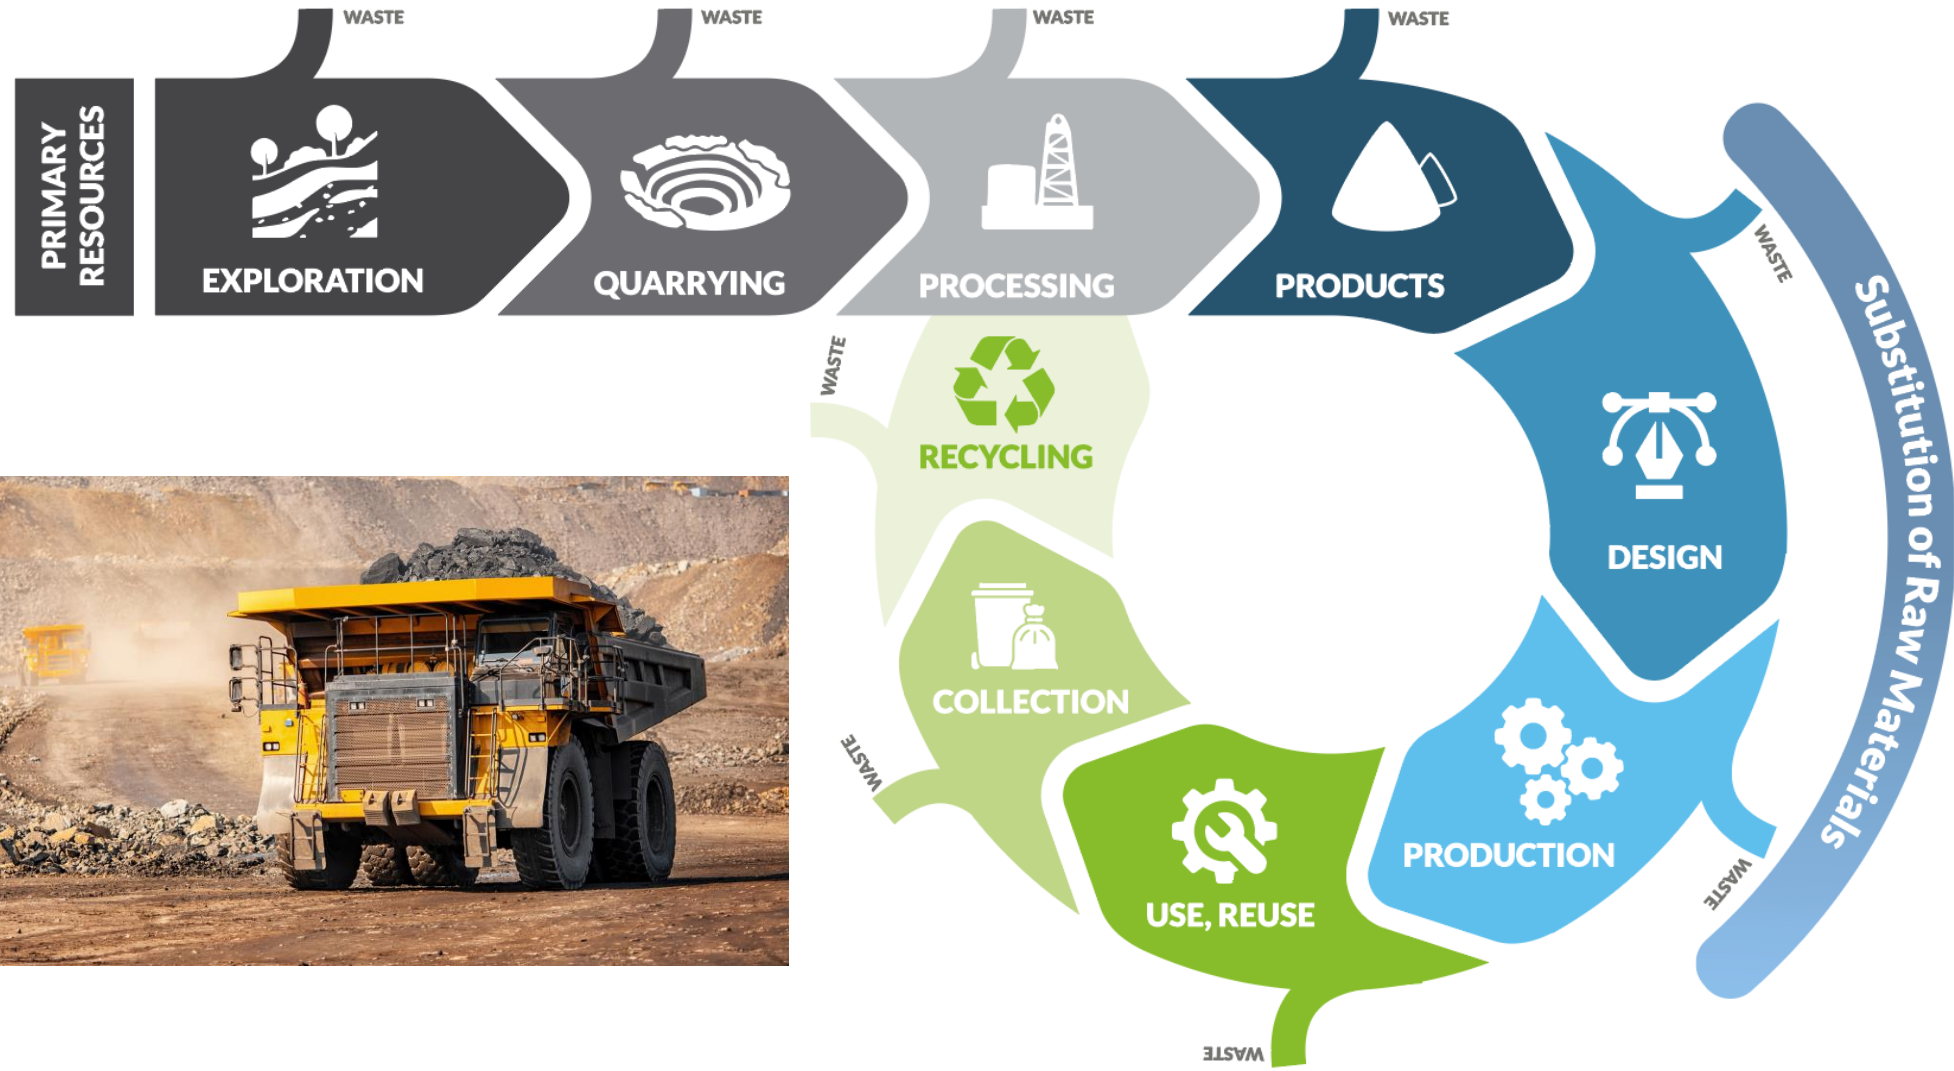 WASTE
WASTE
WASTE
WASTE
PRIMARY
RESOURCES
EXPLORATION
QUARRYING
PROCESSING
PRODUCTS
WASTE
Substitution of Raw Materials
DESIGN
PRODUCTION
WASTE
USE, REUSE
WASTE
COLLECTION
WASTE
RECYCLING
WASTE